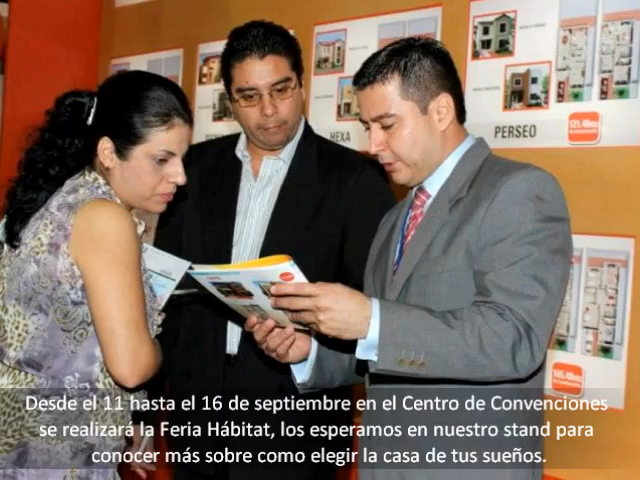 HEXA
PERSEO
Desde el 11 hasta el 16 de septiembre en el Centro de Convenciones
se realizará la Feria Hábitat, los esperamos en nuestro stand para
conocer más sobre como elegir la casa de tus sueños.